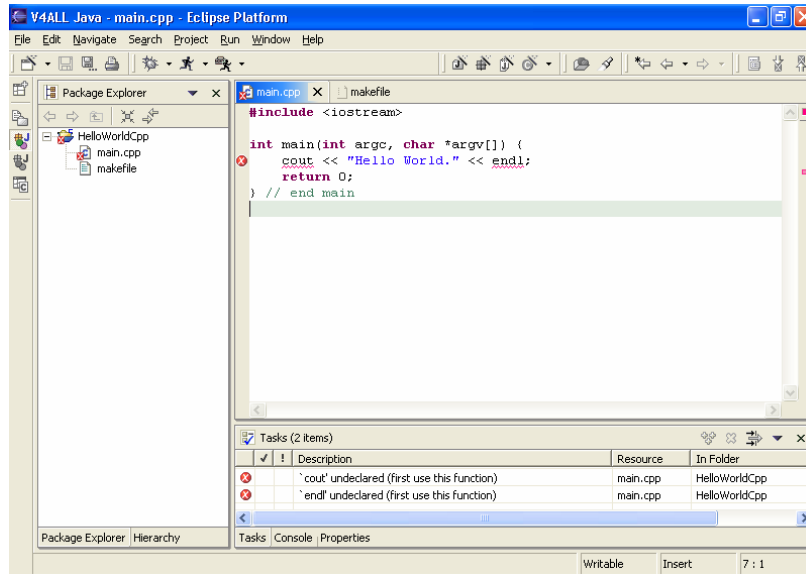 V4ALL Java - main.cpp - Eclipse Platform
File Edit Navigate Search Project Run Window Help
Package Explorer
HelloWorldCpp
main.cpp
makefile
Package Explorer Hierarchy
main.cpp makefile
#include <iostream>
int main(int argc, char *argv[]) {
cout << "Hello World." << endl;
return 0;
} // end main
Tasks (2 items)
! Description Resource In Folder
`cout' undeclared (first use this function) main.cpp HelloWorldCpp
`endl' undeclared (first use this function) main.cpp HelloWorldCpp
Tasks Console Properties
Writable Insert 7 : 1